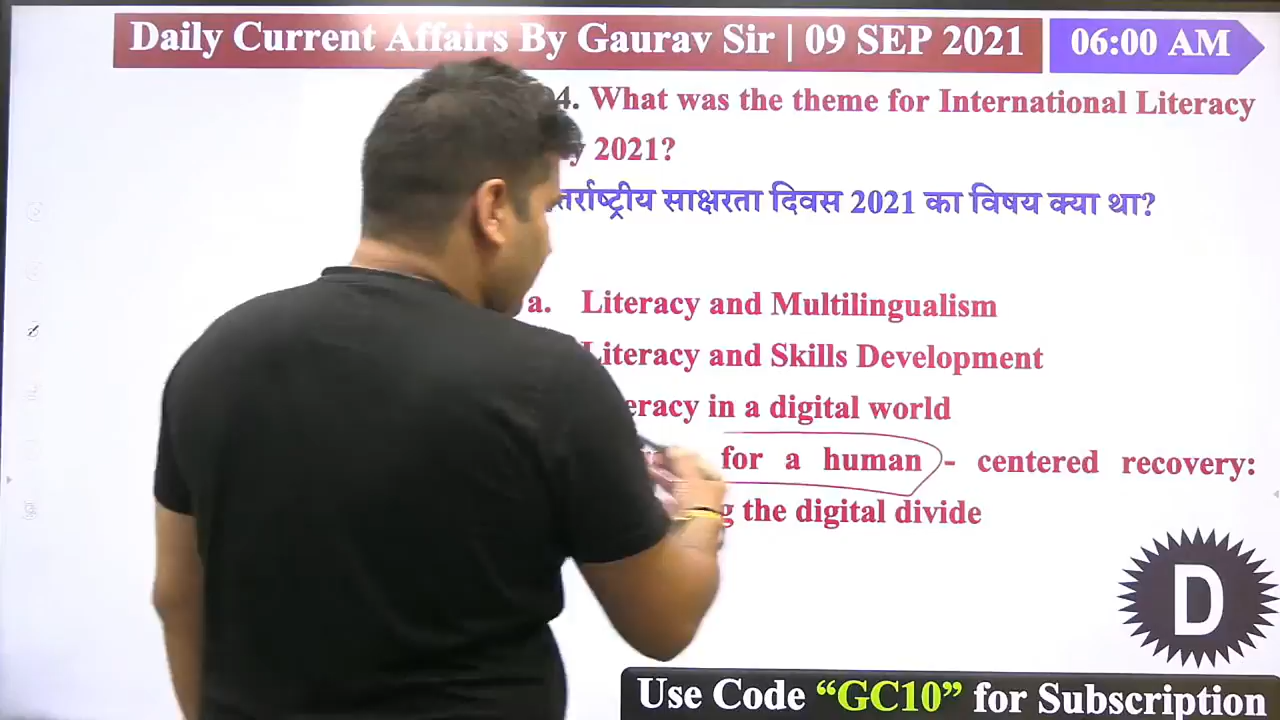 Daily Current Affairs By Gaurav Sir | 09 SEP 2021
06:00 AM
4. What was the theme for International Literacy
2021?
साक्षरता दिवस 2021 का विषय क्या था?
a. Literacy and Multilingualism
Literacy and Skills Development
in a digital world
for a human - centered recovery:
the digital divide
D
Use Code “GC10” for Subscription